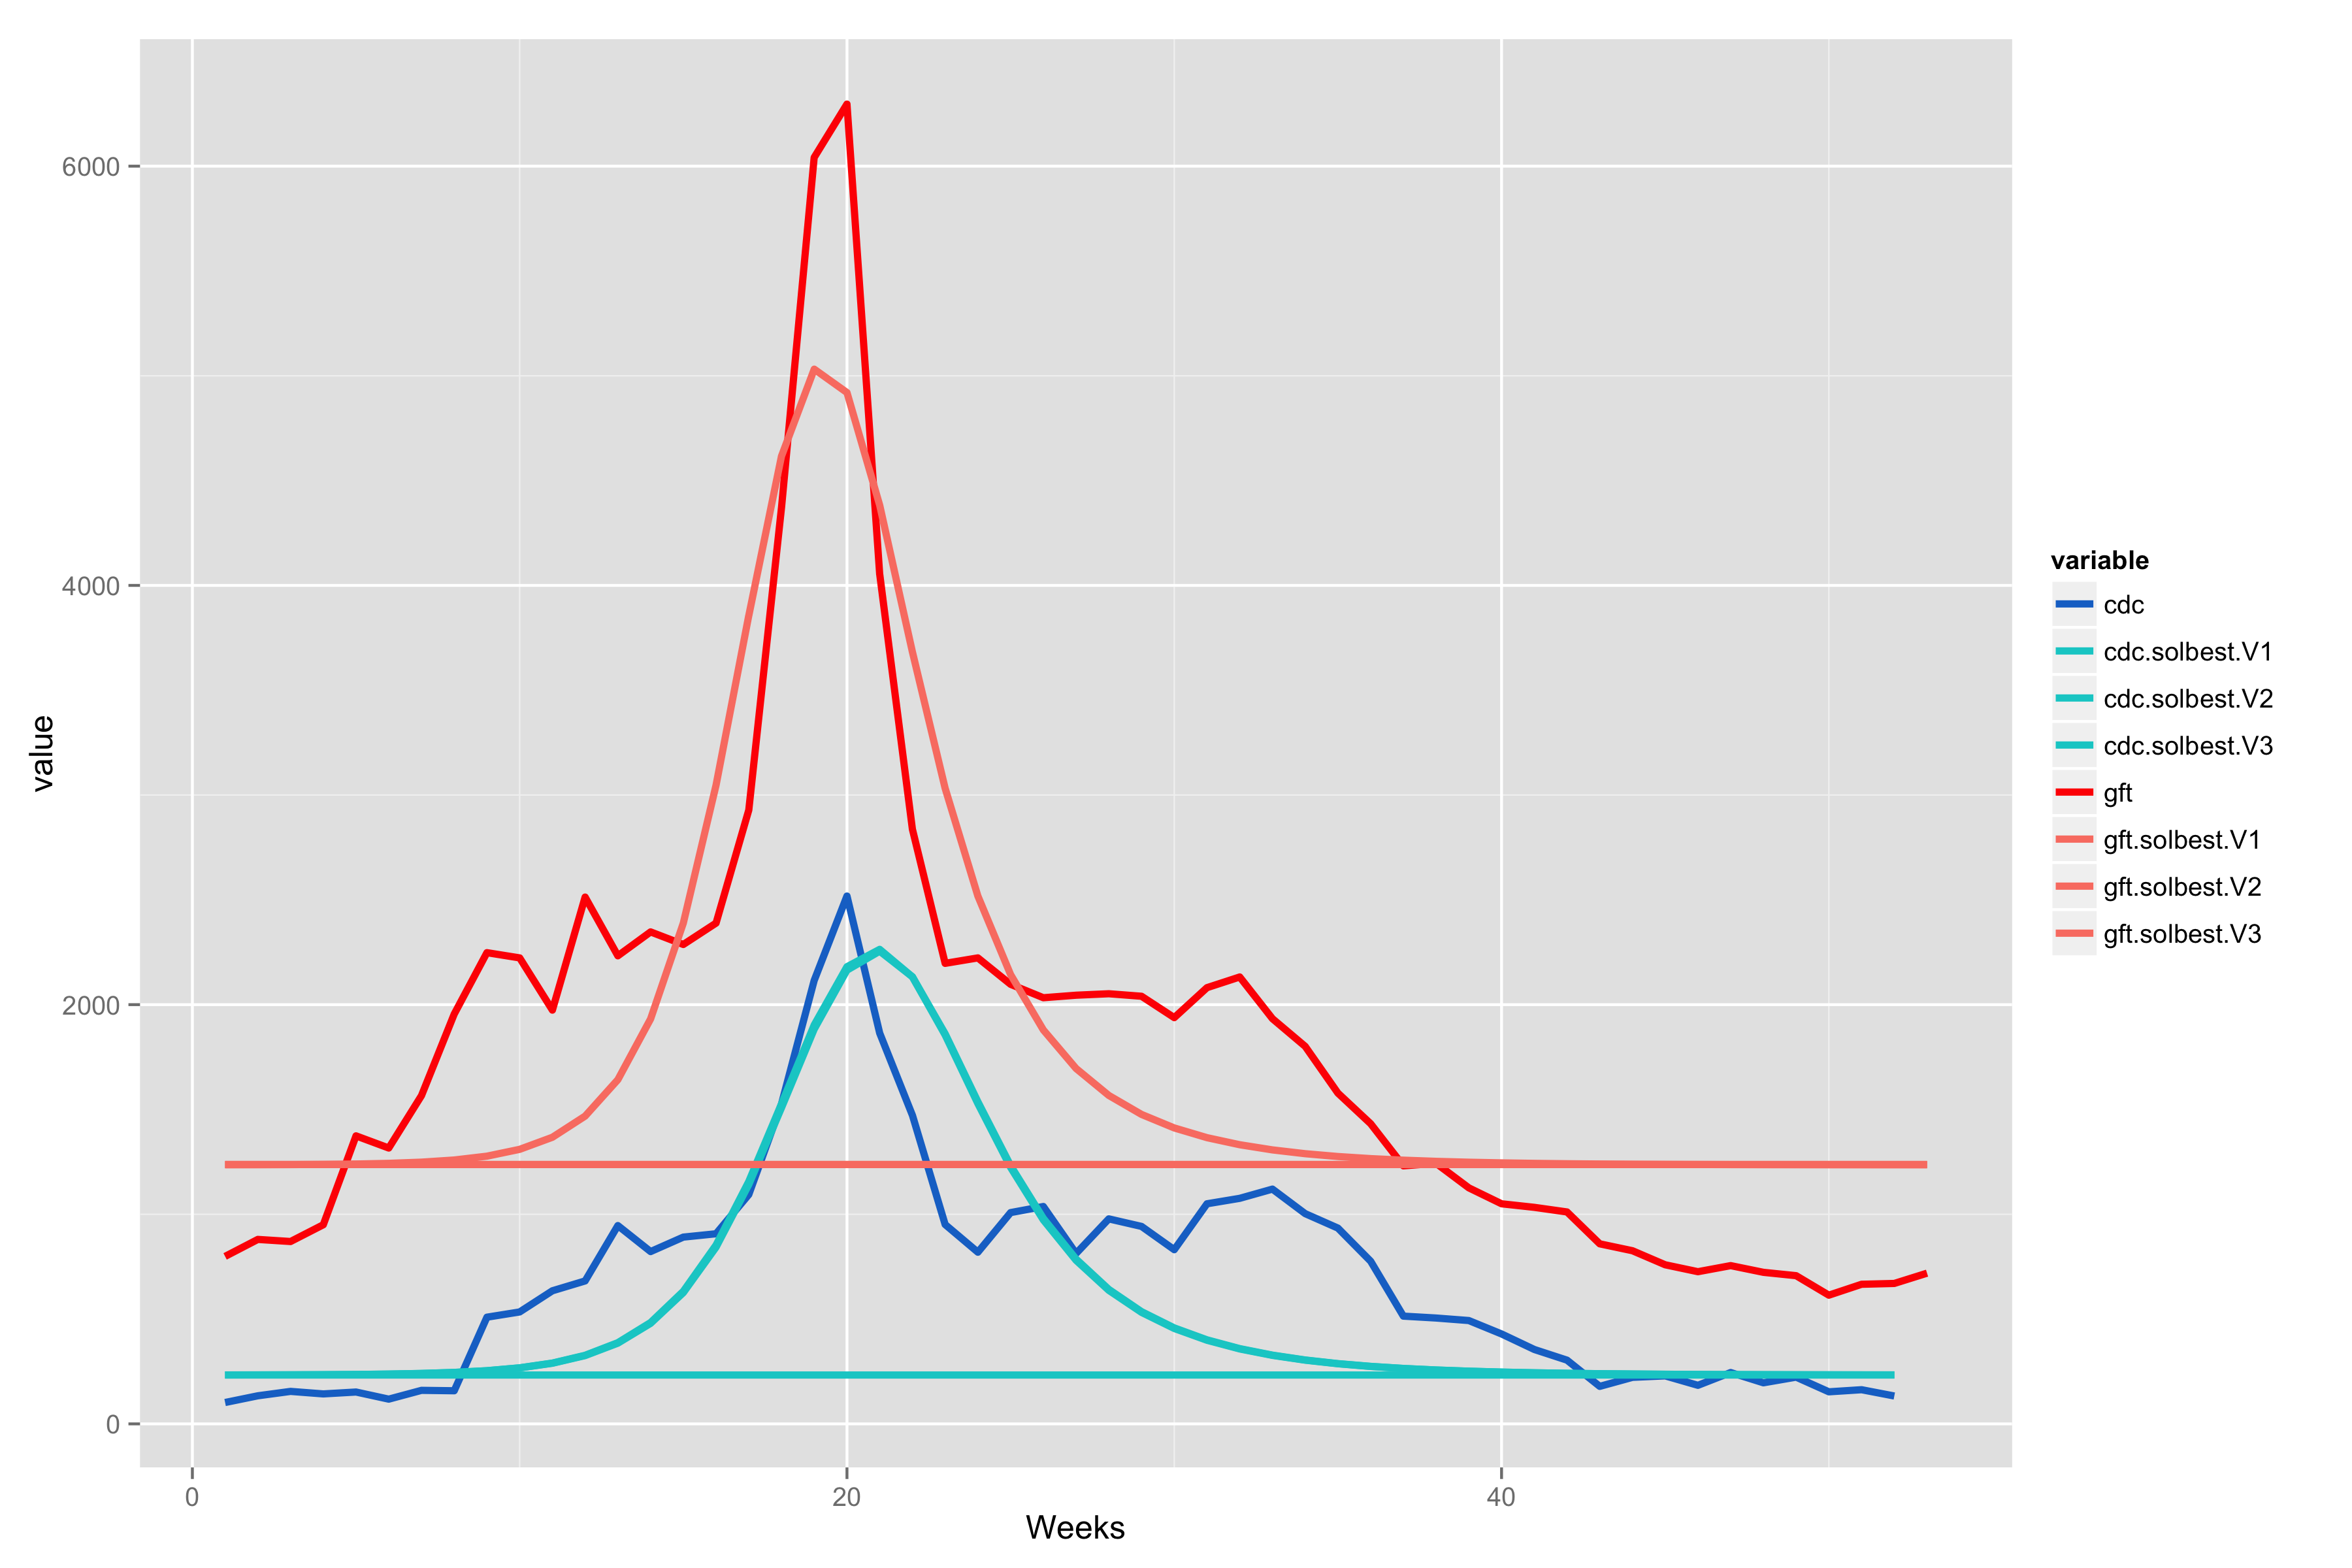 value
6000
4000
2000
0
0
20
40
Weeks
variable
cdc
cdc.solbest.V1
cdc.solbest.V2
cdc.solbest.V3
gft
gft.solbest.V1
gft.solbest.V2
gft.solbest.V3